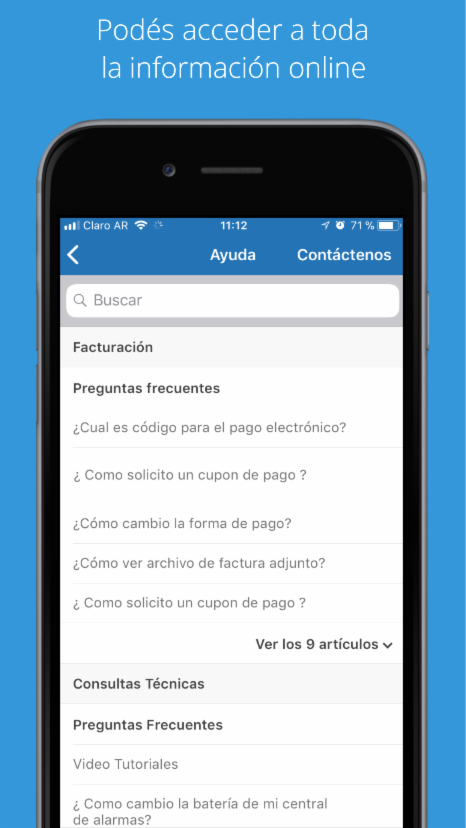 Podés acceder a toda
la información online
Claro AR
11:12
71 %
Ayuda
Contáctenos
Buscar
Facturación
Preguntas frecuentes
¿Cual es código para el pago electrónico?
¿ Como solicito un cupon de pago ?
¿Cómo cambio la forma de pago?
¿Cómo ver archivo de factura adjunto?
¿ Como solicito un cupon de pago ?
Ver los 9 artículos
Consultas Técnicas
Preguntas Frecuentes
Video Tutoriales
¿ Como cambio la batería de mi central
de alarmas?